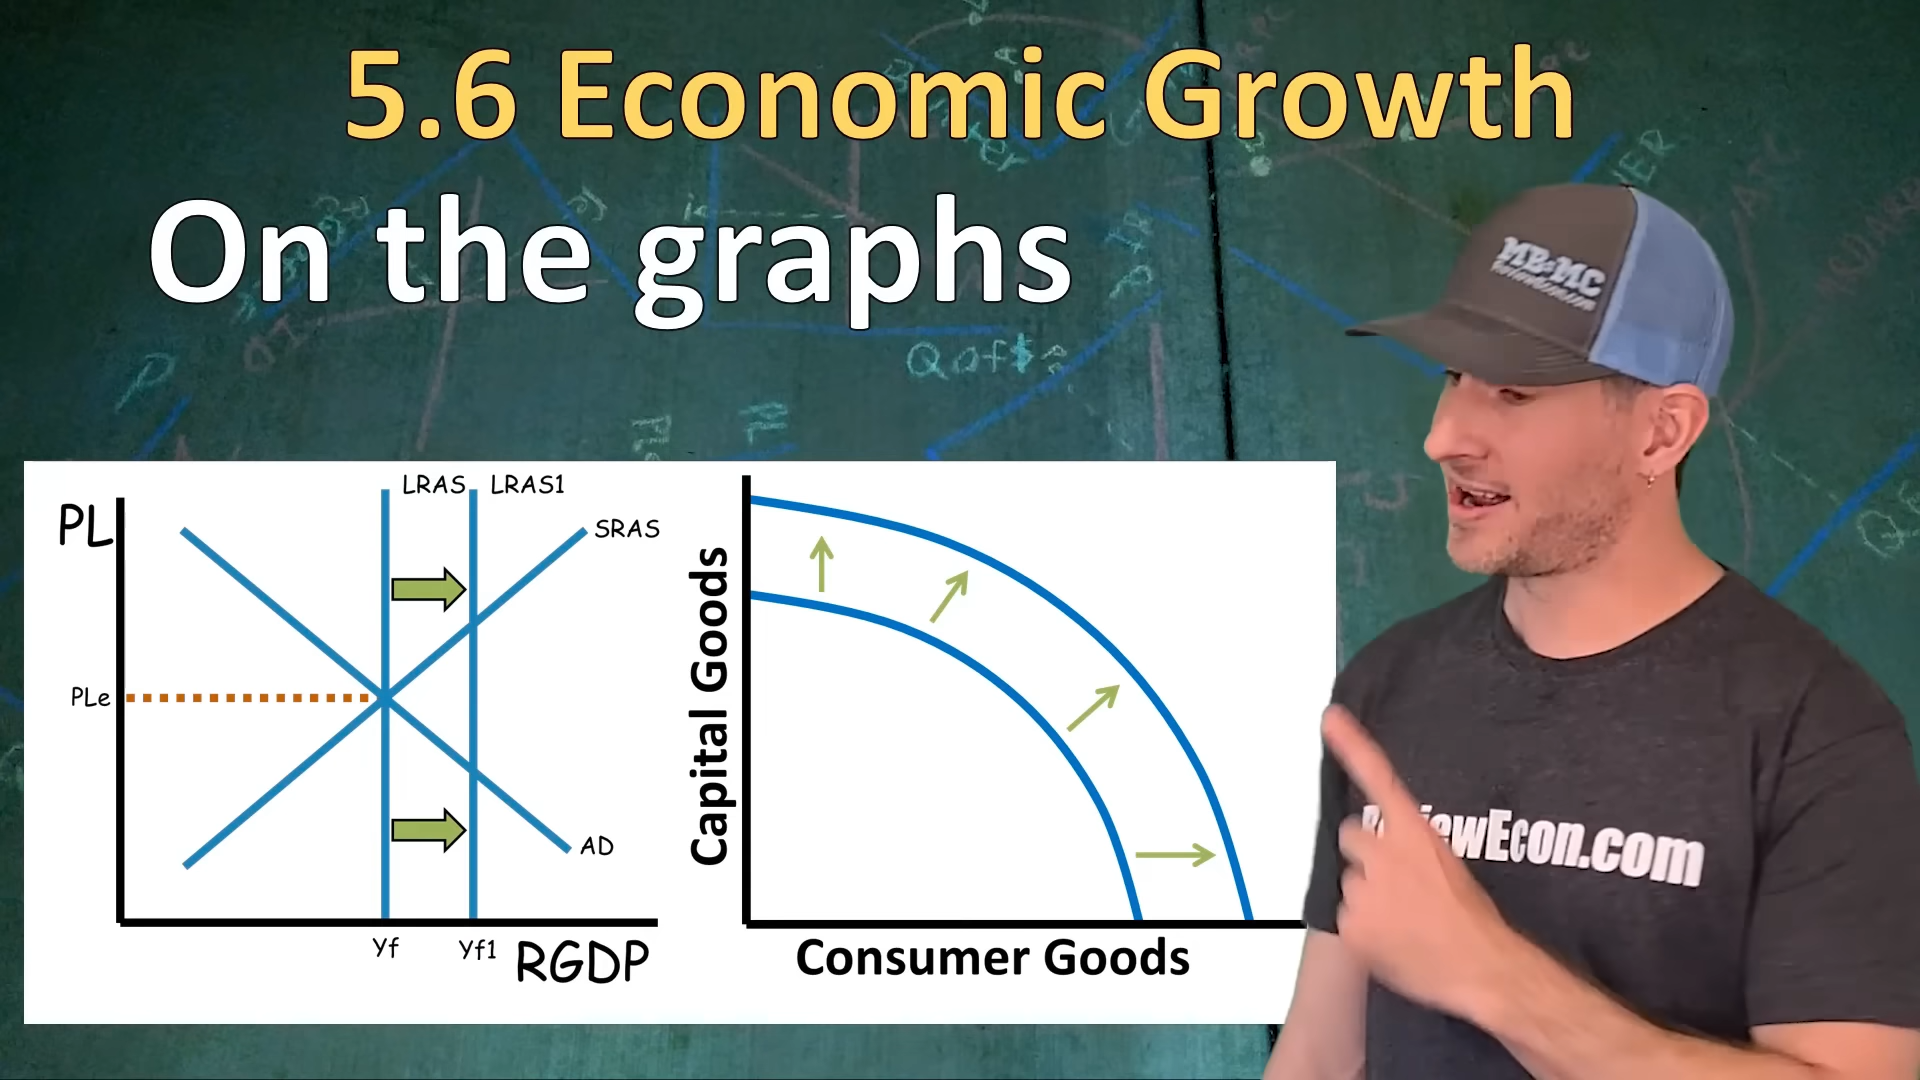 5.6 Economic Growth
On the graphs
LRAS LRAS1
PL
SRAS
PLe
AD
Yf Yf1 RGDP
Capital Goods
Consumer Goods
MB=MC
ReviewEcon.com